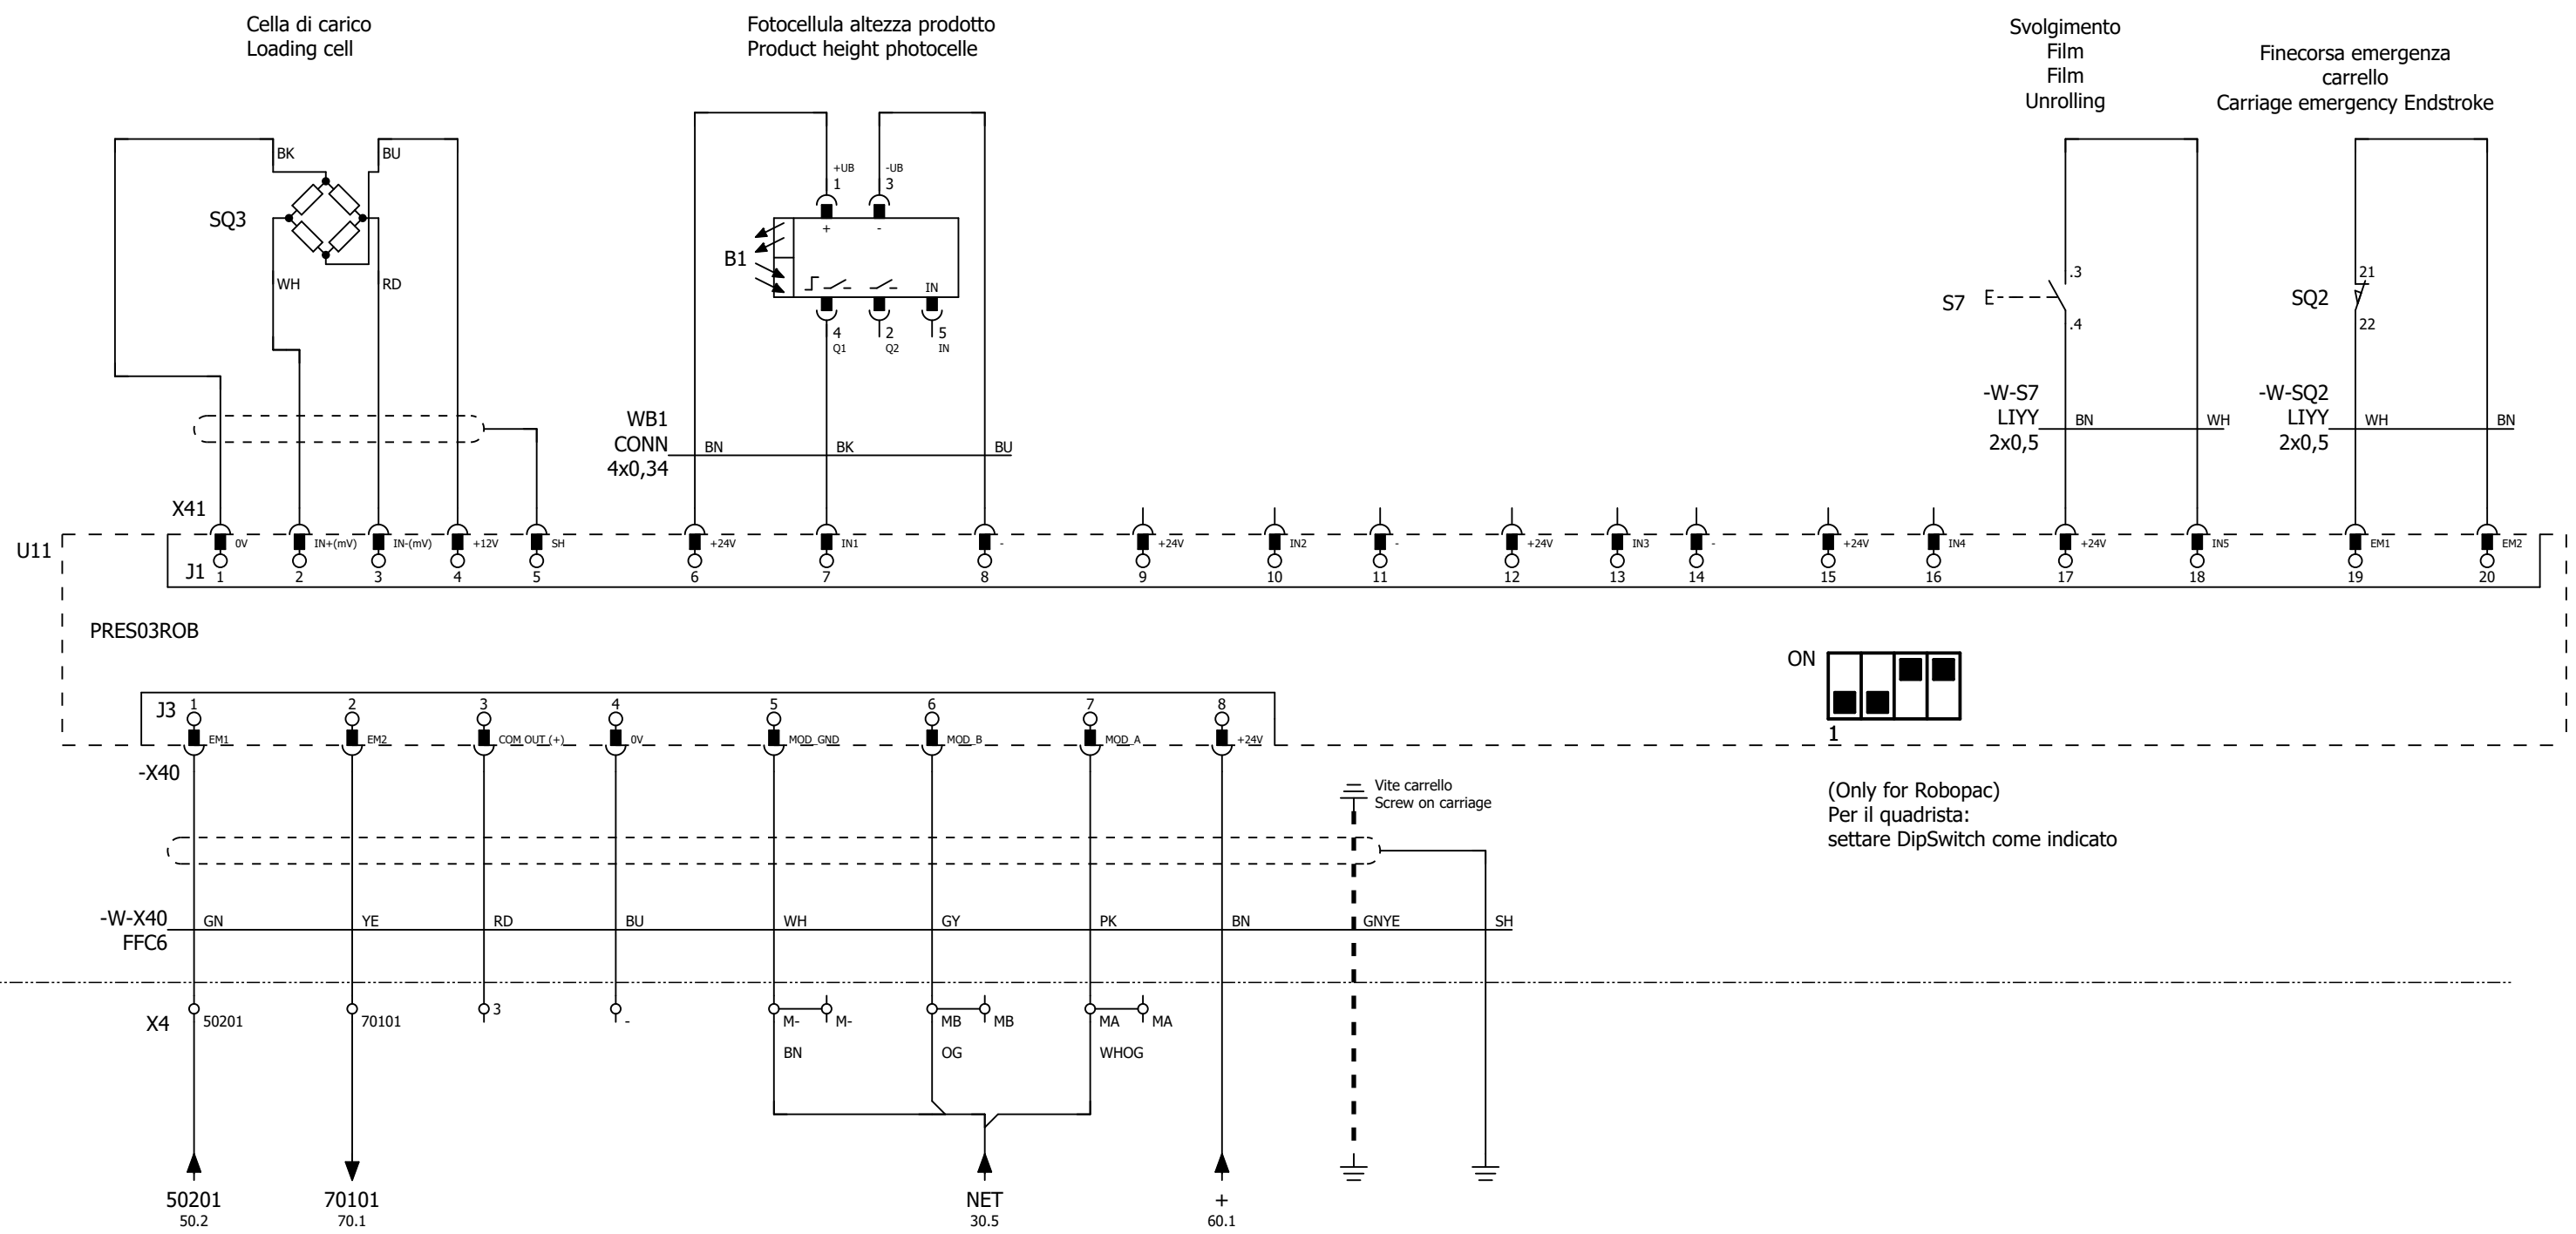 Cella di carico
Loading cell
Fotocellula altezza prodotto
Product height photocelle
Svolgimento
Film
Film
Unrolling
Finecorsa emergenza
carrello
Carriage emergency Endstroke
BK
BU
SQ3
WH
RD
+UB
1
-UB
3
+
-
B1
IN
4
Q1
2
Q2
5
IN
S7
E
.3
.4
SQ2
21
22
WB1
CONN
4x0,34
BN
BK
BU
-W-S7
LIYY
2x0,5
BN
WH
-W-SQ2
LIYY
2x0,5
WH
BN
X41
U11
0V
IN+(mV)
IN-(mV)
+12V
SH
+24V
IN1
-
+24V
IN2
-
+24V
IN3
-
+24V
IN4
+24V
IN5
EM1
EM2
J1
1
2
3
4
5
6
7
8
9
10
11
12
13
14
15
16
17
18
19
20
PRES03ROB
ON
1
J3
1
2
3
4
5
6
7
8
EM1
EM2
COM OUT (+)
0V
MOD_GND
MOD_B
MOD_A
+24V
-X40
Vite carrello
Screw on carriage
(Only for Robopac)
Per il quadrista:
settare DipSwitch come indicato
-W-X40
FFC6
GN
YE
RD
BU
WH
GY
PK
BN
GNYE
SH
X4
50201
70101
3
-
M-
M-
MB
MB
MA
MA
BN
OG
WHOG
50201
50.2
70101
70.1
NET
30.5
+
60.1